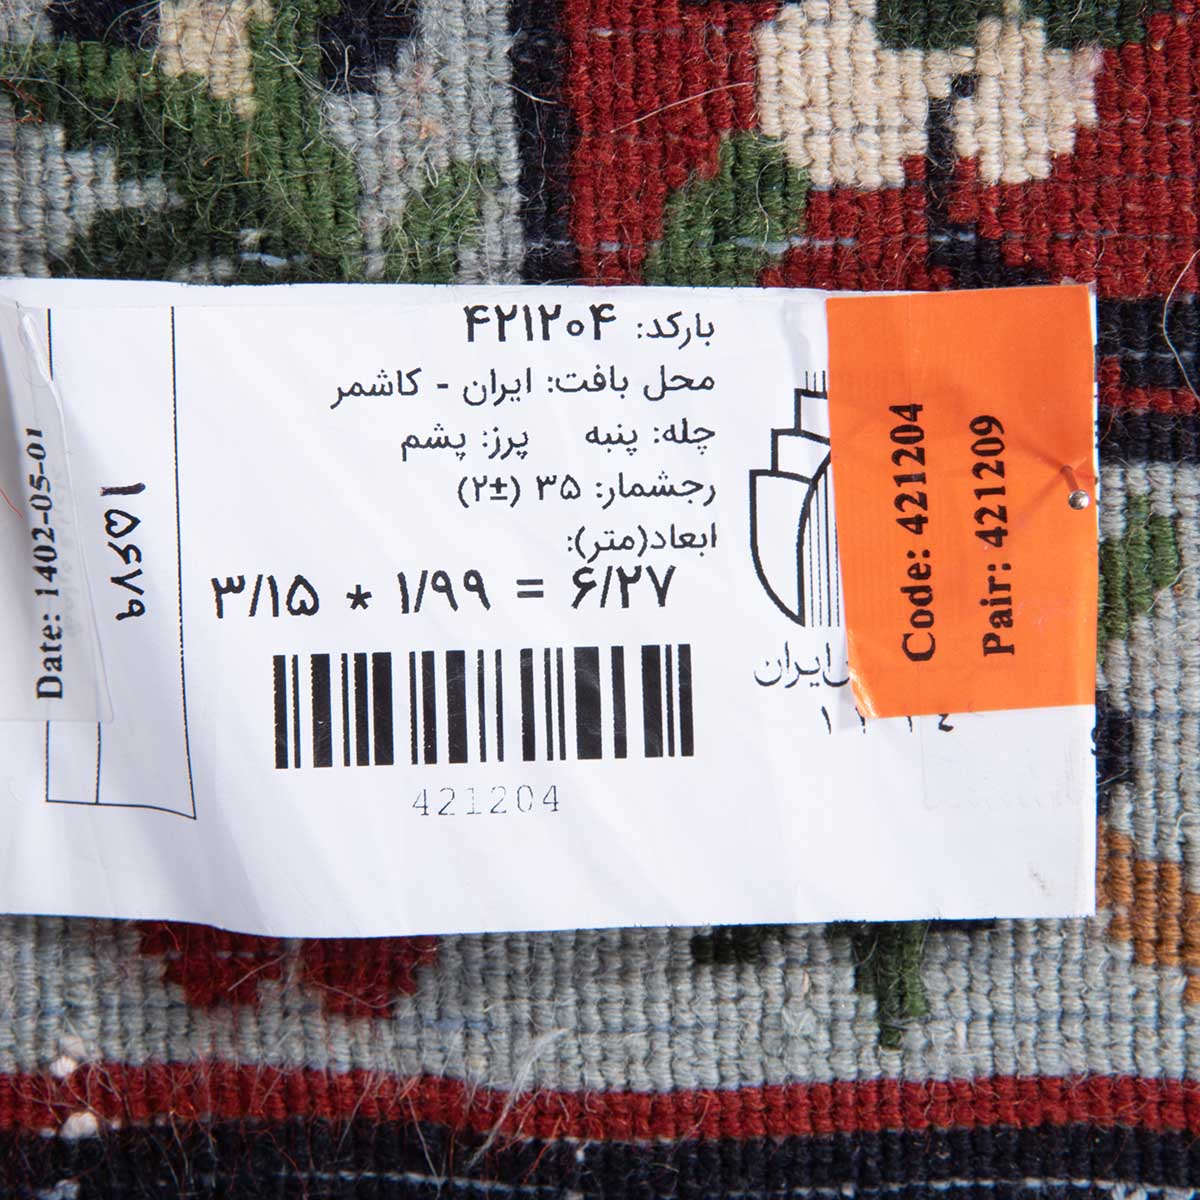 بارکد: ۴۲۱۲۰۴
محل بافت: ایران - کاشمر
چله: پنبه پرز: پشم
رجشمار: ۳۵ (±۲)
ابعاد(متر):
۳/۱۵ * ۱/۹۹ = ۶/۲۷
421204
Code: 421204
Pair: 421209
ایران
Date: 1402-05-01
۱۵۶۷۹